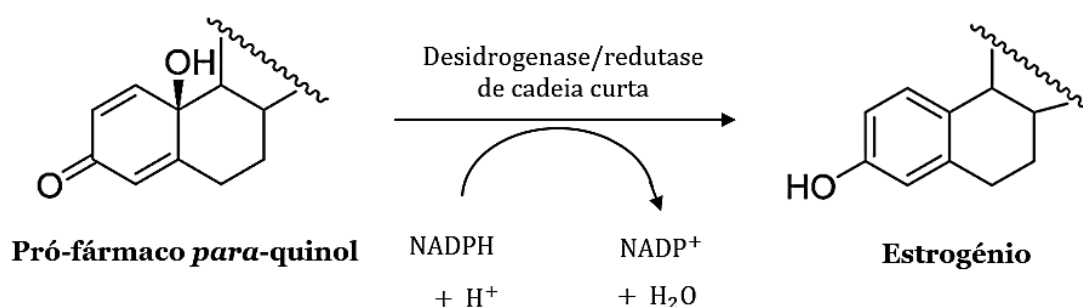 OH
O
Pró-fármaco para-quinol
Desidrogenase/redutase
de cadeia curta
NADPH
+ H⁺
NADP⁺
+ H₂O
HO
Estrogénio